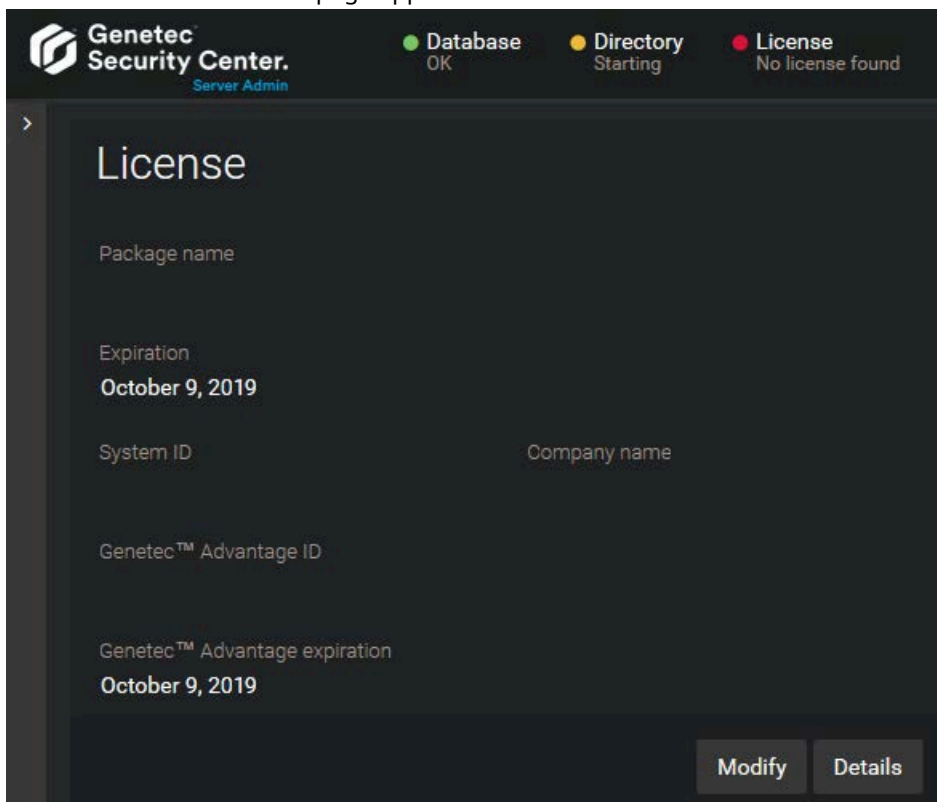 Genetec™
Security Center.
Server Admin
Database
OK
Directory
Starting
License
No license found
>
License
Package name
Expiration
October 9, 2019
System ID
Company name
Genetec™ Advantage ID
Genetec™ Advantage expiration
October 9, 2019
Modify
Details